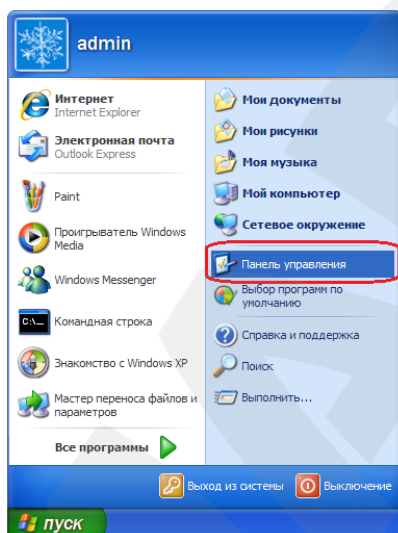 admin
Интернет
Internet Explorer
Электронная почта
Outlook Express
Paint
Проигрыватель Windows
Media
Windows Messenger
C:\_
Командная строка
Знакомство с Windows XP
Мастер переноса файлов и
параметров
Все программы
Мои документы
Мои рисунки
Моя музыка
Мой компьютер
Сетевое окружение
Панель управления
Выбор программ по
умолчанию
Справка и поддержка
Поиск
Выполнить...
Выход из системы
Выключение
пуск